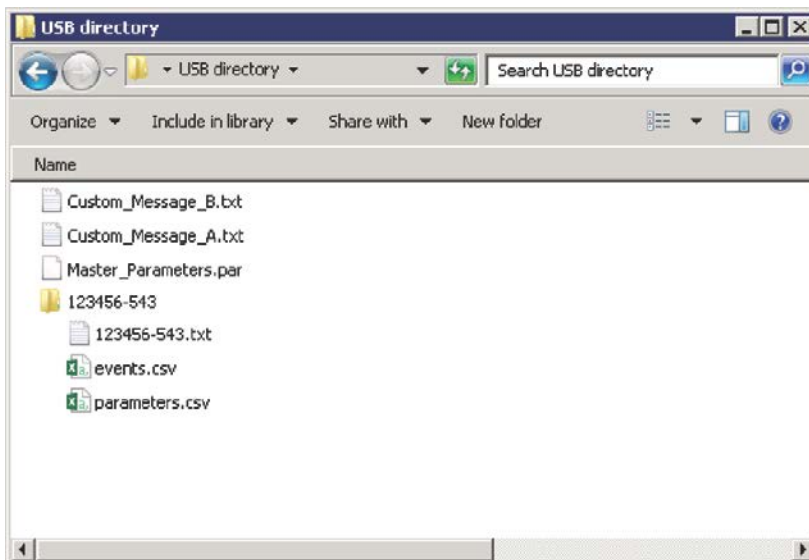 USB directory
USB directory
Search USB directory
Organize Include in library Share with New folder
Name
Custom_Message_B.txt
Custom_Message_A.txt
Master_Parameters.par
123456-543
123456-543.txt
events.csv
parameters.csv